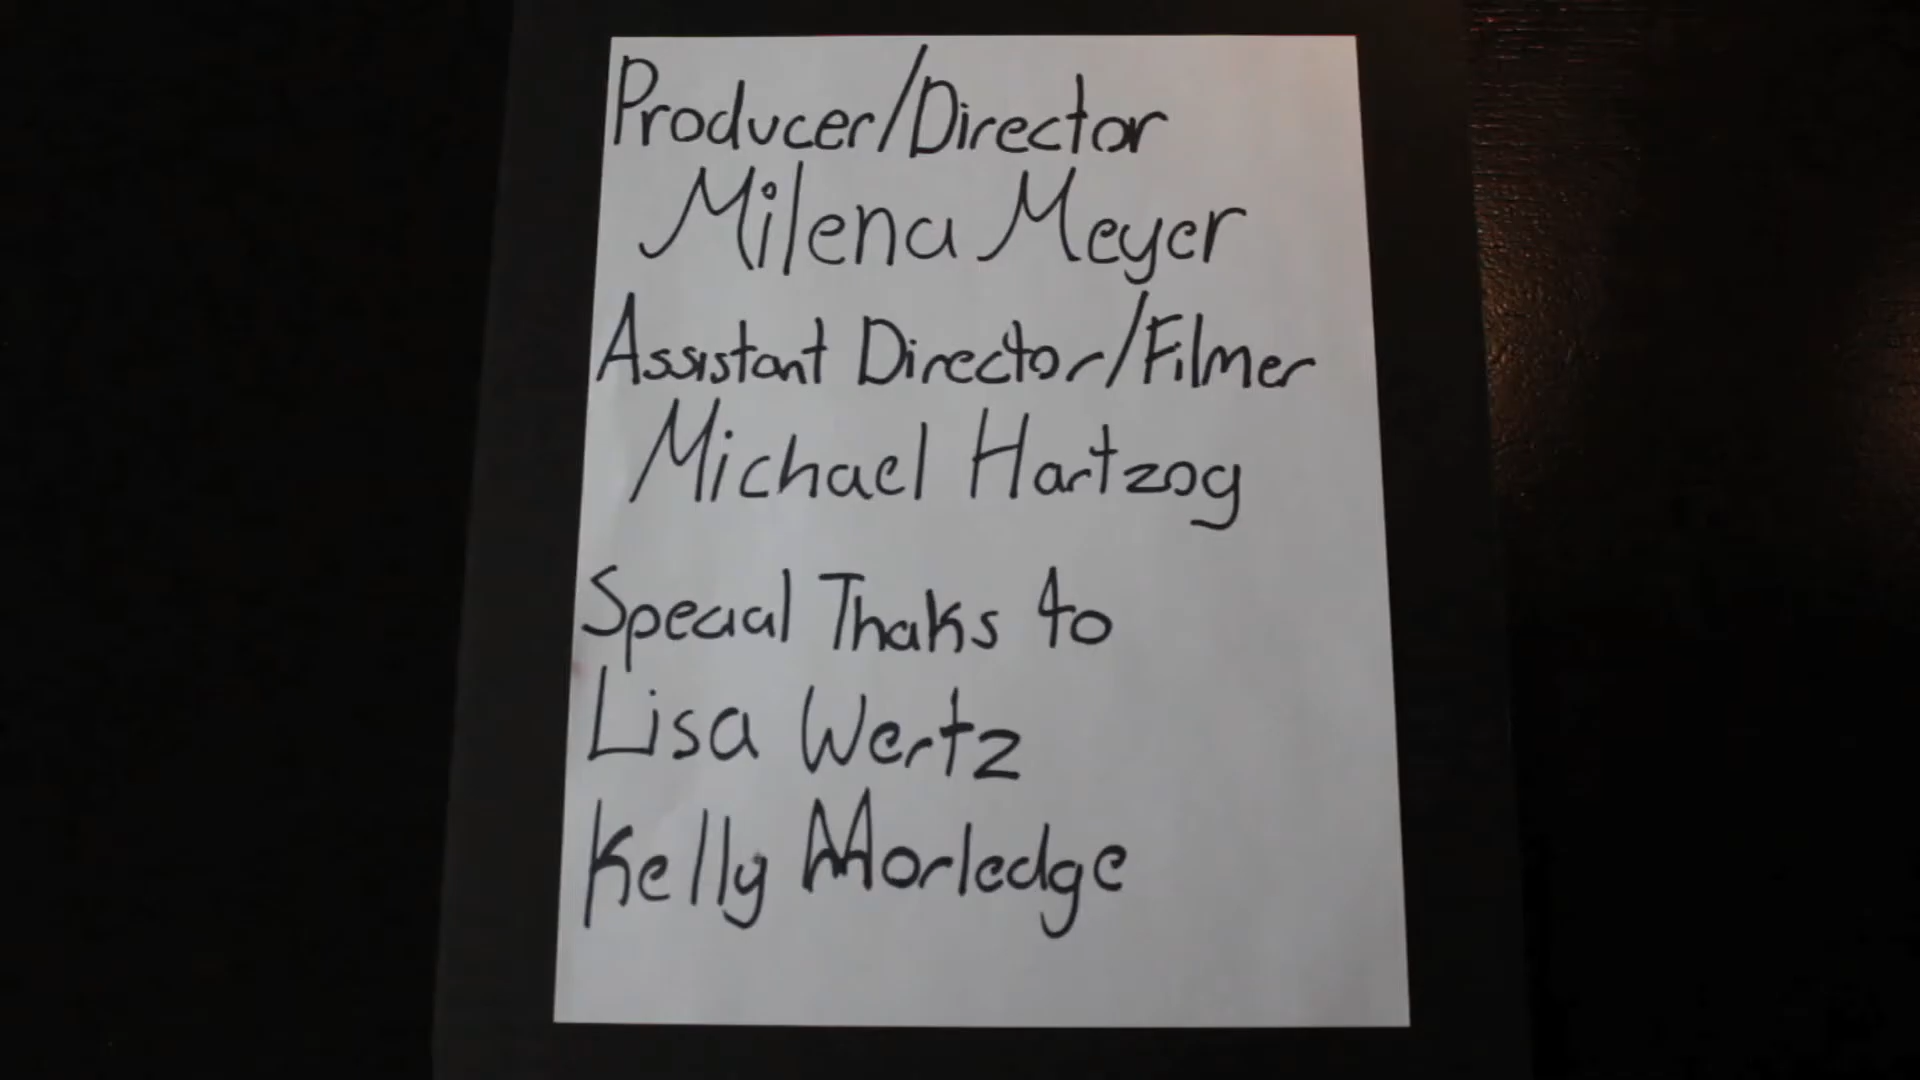 Producer/Director
Milena Meyer
Assistant Director/Filmer
Michael Hartzog
Special Thaks to
Lisa Wertz
Kelly Morledge